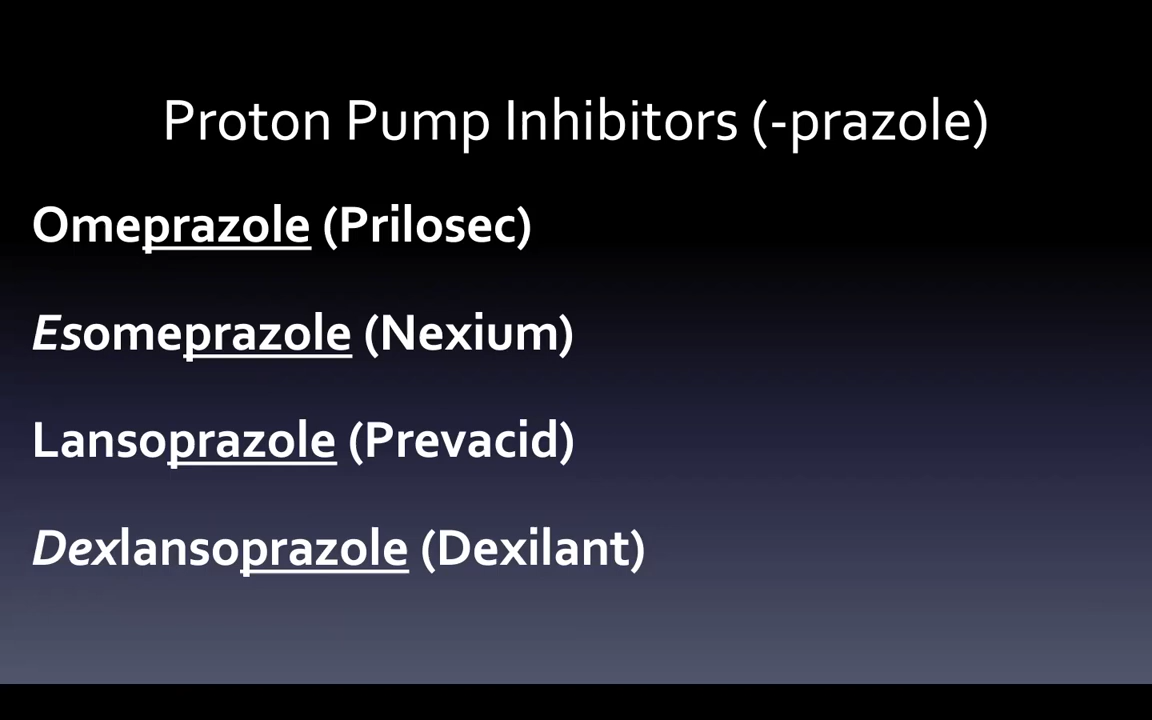 Proton Pump Inhibitors (-prazole)
Omeprazole (Prilosec)
Esomeprazole (Nexium)
Lansoprazole (Prevacid)
Dexlansoprazole (Dexilant)